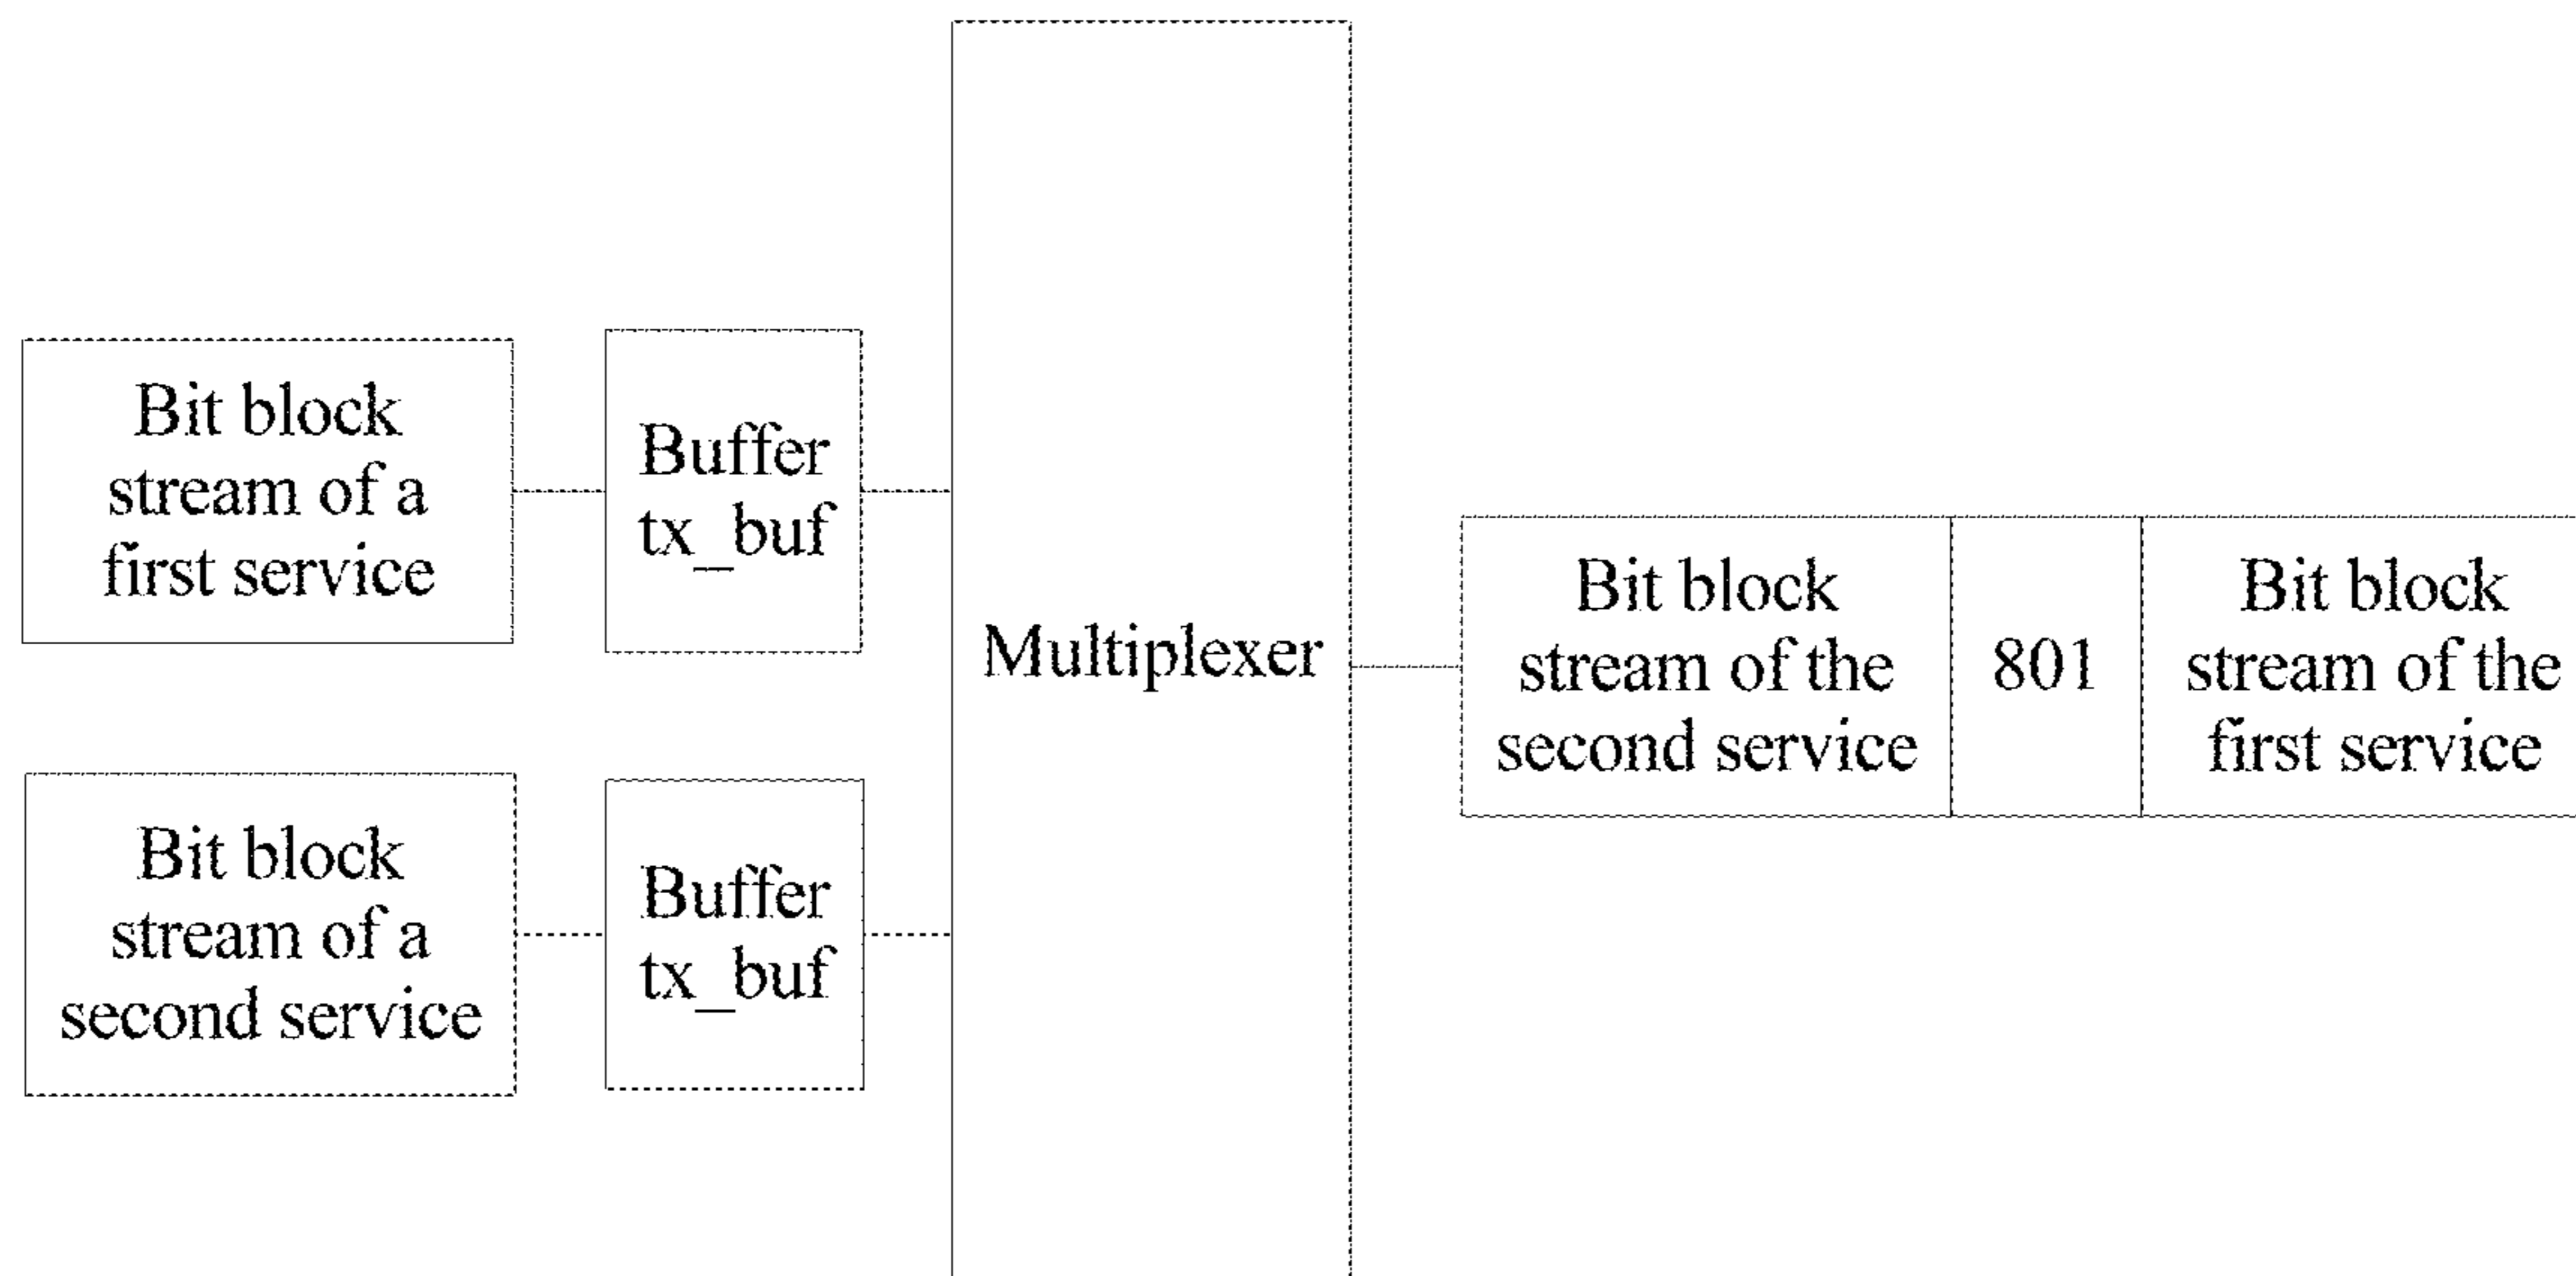 Bit block
stream of a
first service
Buffer
tx_buf
Bit block
stream of a
second service
Buffer
tx_buf
Multiplexer
Bit block
stream of the
second service
801
Bit block
stream of the
first service